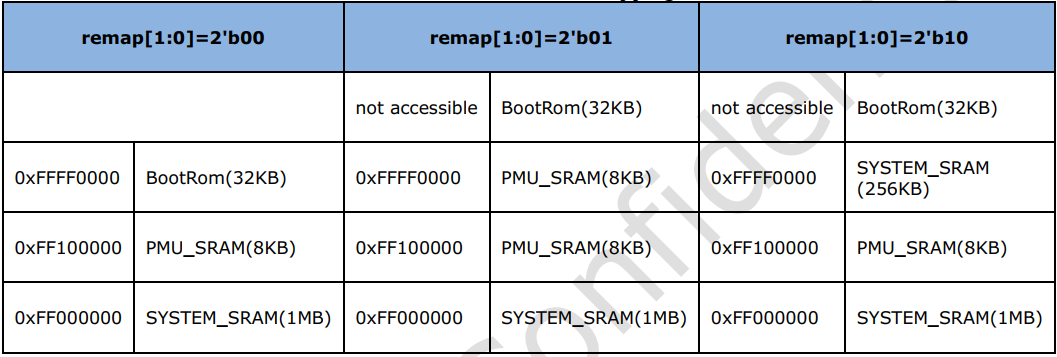 remap[1:0]=2'b00 remap[1:0]=2'b01 remap[1:0]=2'b10
not accessible BootRom(32KB) not accessible BootRom(32KB)
0xFFFF0000 BootRom(32KB) 0xFFFF0000 PMU_SRAM(8KB) 0xFFFF0000 SYSTEM_SRAM
(256KB)
0xFF100000 PMU_SRAM(8KB) 0xFF100000 PMU_SRAM(8KB) 0xFF100000 PMU_SRAM(8KB)
0xFF000000 SYSTEM_SRAM(1MB) 0xFF000000 SYSTEM_SRAM(1MB) 0xFF000000 SYSTEM_SRAM(1MB)